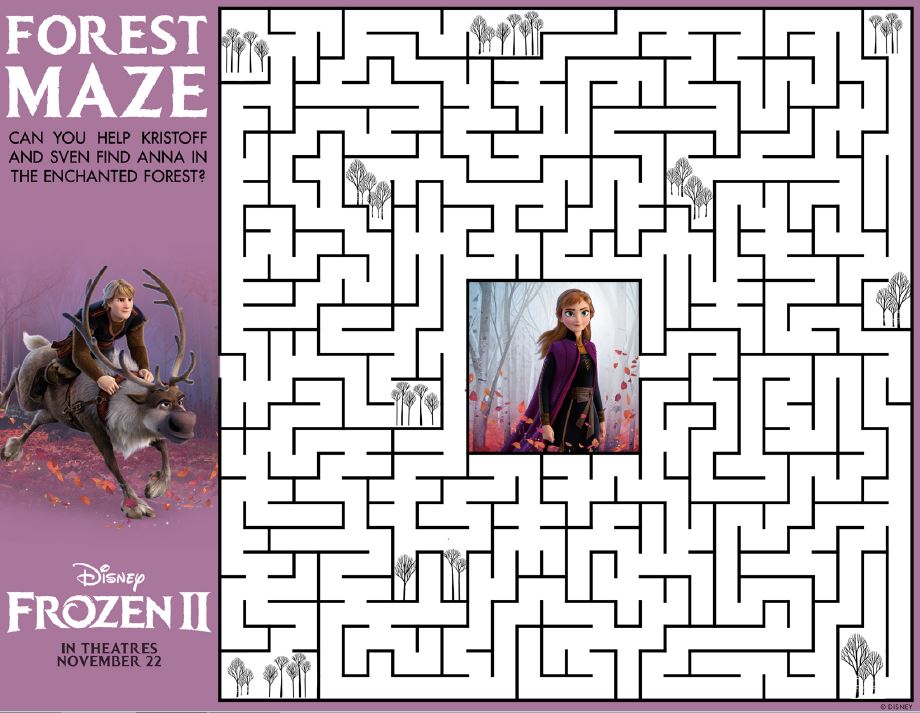 FOREST
MAZE
CAN YOU HELP KRISTOFF
AND SVEN FIND ANNA IN
THE ENCHANTED FOREST?
Disney
FROZEN II
IN THEATRES
NOVEMBER 22
© DISNEY